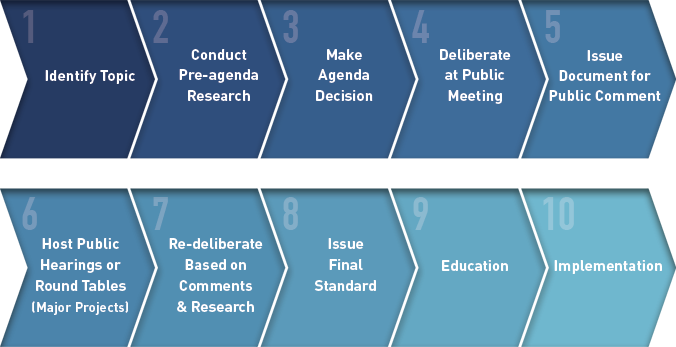 1
Identify Topic
2
Conduct
Pre-agenda
Research
3
Make
Agenda
Decision
4
Deliberate
at Public
Meeting
5
Issue
Document for
Public Comment
6
Host Public
Hearings or
Round Tables
(Major Projects)
7
Re-deliberate
Based on
Comments
& Research
8
Issue
Final
Standard
9
Education
10
Implementation